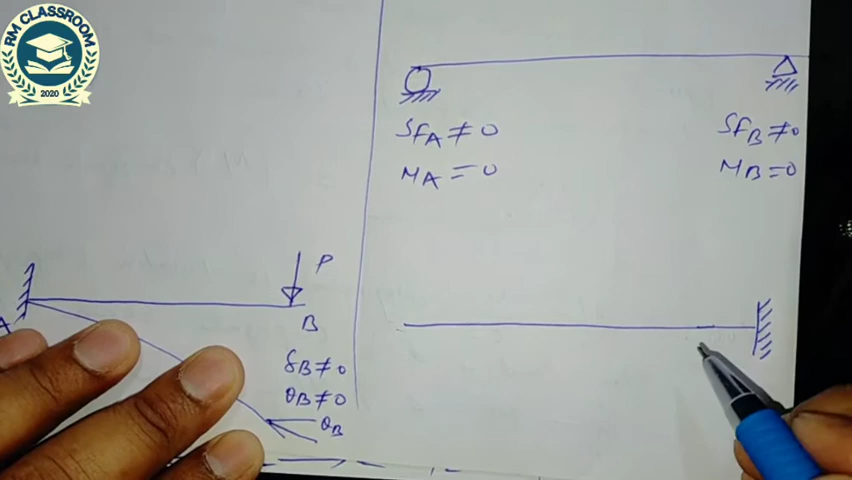 RM CLASSROOM
2020
SFA ≠ 0
SFB ≠ 0
MA = 0
MB = 0
P
A
B
δB ≠ 0
θB ≠ 0
θB